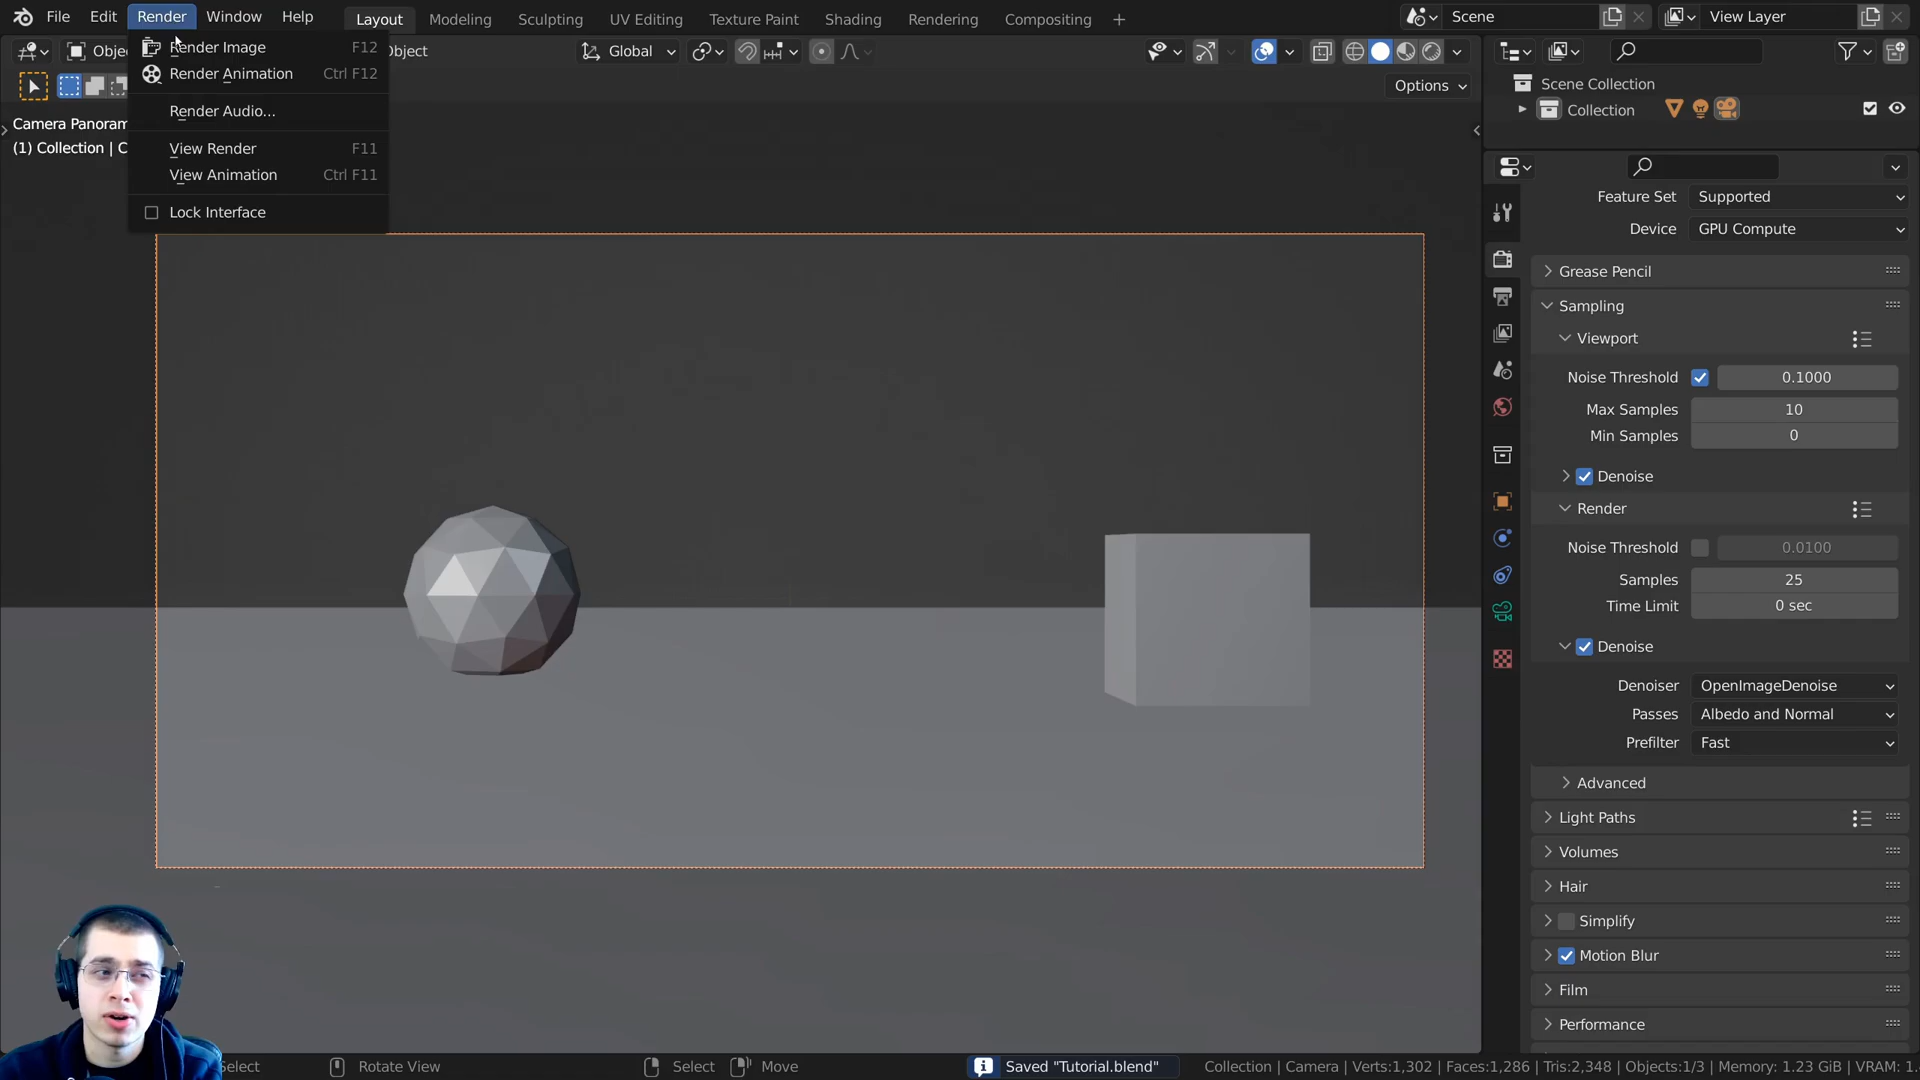 File Edit Render Window Help Layout Modeling Sculpting UV Editing Texture Paint Shading Rendering Compositing + Scene View Layer
Render Image F12
Render Animation Ctrl F12
Render Audio...
View Render F11
View Animation Ctrl F11
Lock Interface
Object Global
Options
Camera Panoram
(1) Collection | C
Scene Collection
Collection
Feature Set Supported
Device GPU Compute
Grease Pencil
Sampling
Viewport
Noise Threshold 0.1000
Max Samples 10
Min Samples 0
Denoise
Render
Noise Threshold 0.0100
Samples 25
Time Limit 0 sec
Denoise
Denoiser OpenImageDenoise
Passes Albedo and Normal
Prefilter Fast
Advanced
Light Paths
Volumes
Hair
Simplify
Motion Blur
Film
Performance
Select Rotate View Select Move Saved "Tutorial.blend" Collection | Camera | Verts:1,302 | Faces:1,286 | Tris:2,348 | Objects:1/3 | Memory: 1.23 GiB | VRAM: 1.